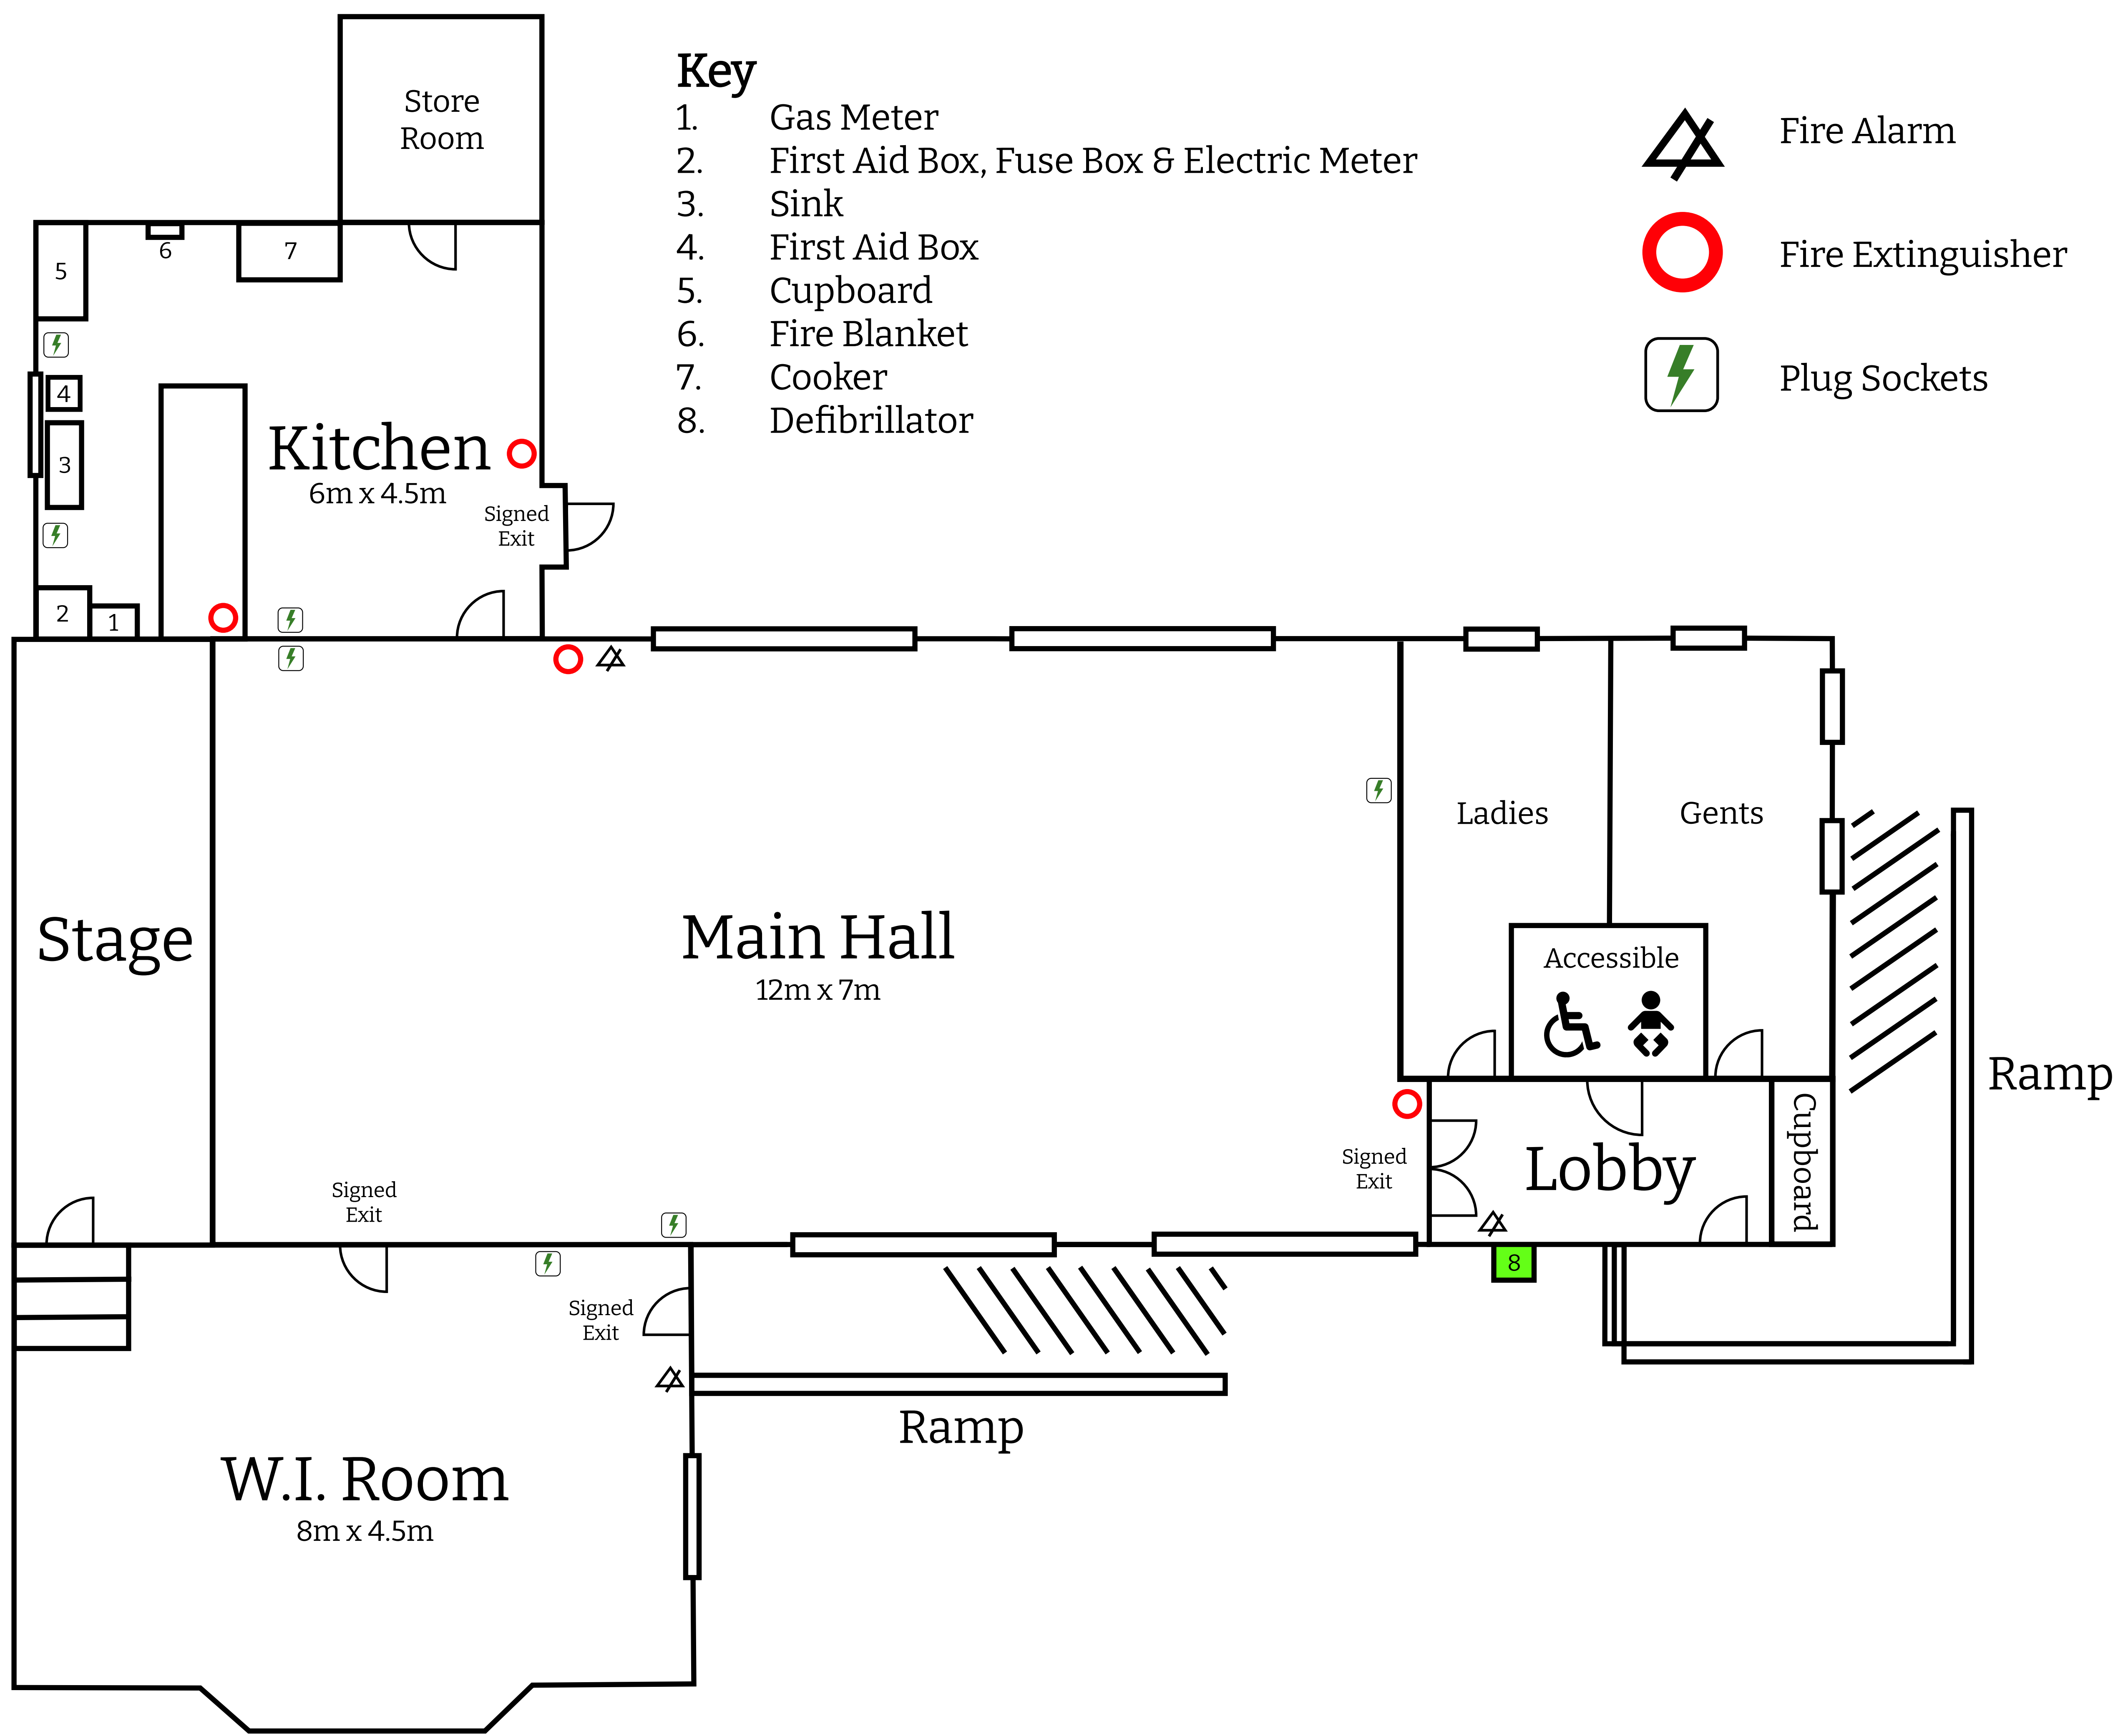 Store
Room
Key
1. Gas Meter
2. First Aid Box, Fuse Box & Electric Meter
3. Sink
4. First Aid Box
5. Cupboard
6. Fire Blanket
7. Cooker
8. Defibrillator
Fire Alarm
Fire Extinguisher
Plug Sockets
5
6
7
4
3
2
1
Kitchen
6m x 4.5m
Signed
Exit
Stage
Main Hall
12m x 7m
Ladies
Gents
Accessible
Signed
Exit
Signed
Exit
Lobby
Cupboard
8
Ramp
Signed
Exit
Ramp
W.I. Room
8m x 4.5m